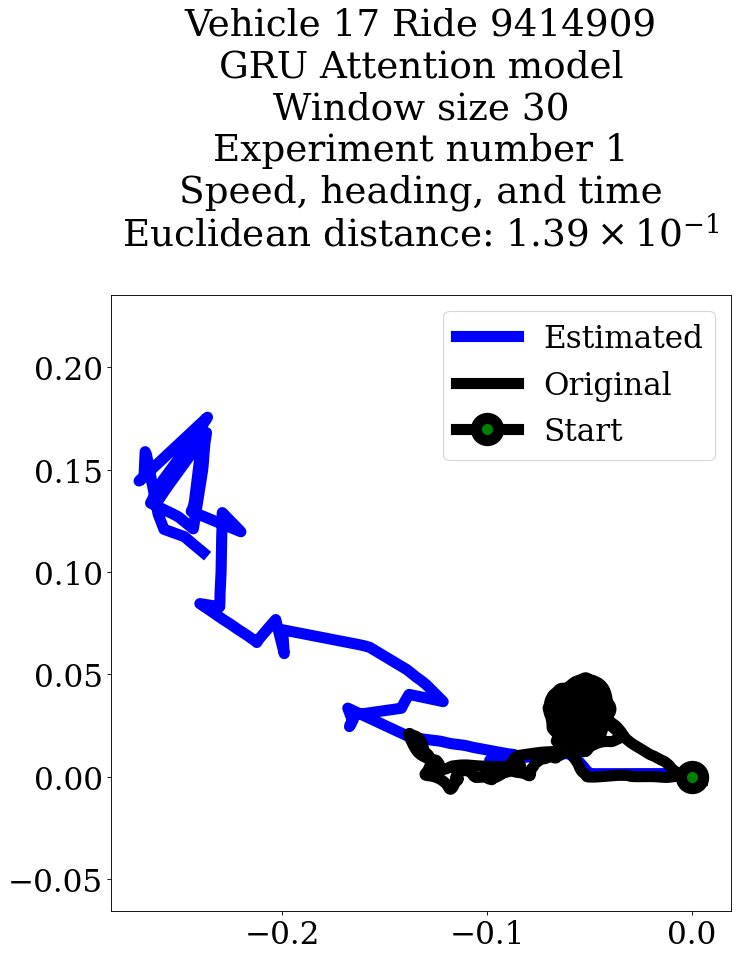 Vehicle 17 Ride 9414909
GRU Attention model
Window size 30
Experiment number 1
Speed, heading, and time
Euclidean distance: 1.39 × 10⁻¹
Estimated
Original
Start
0.20
0.15
0.10
0.05
0.00
−0.05
−0.2
−0.1
0.0